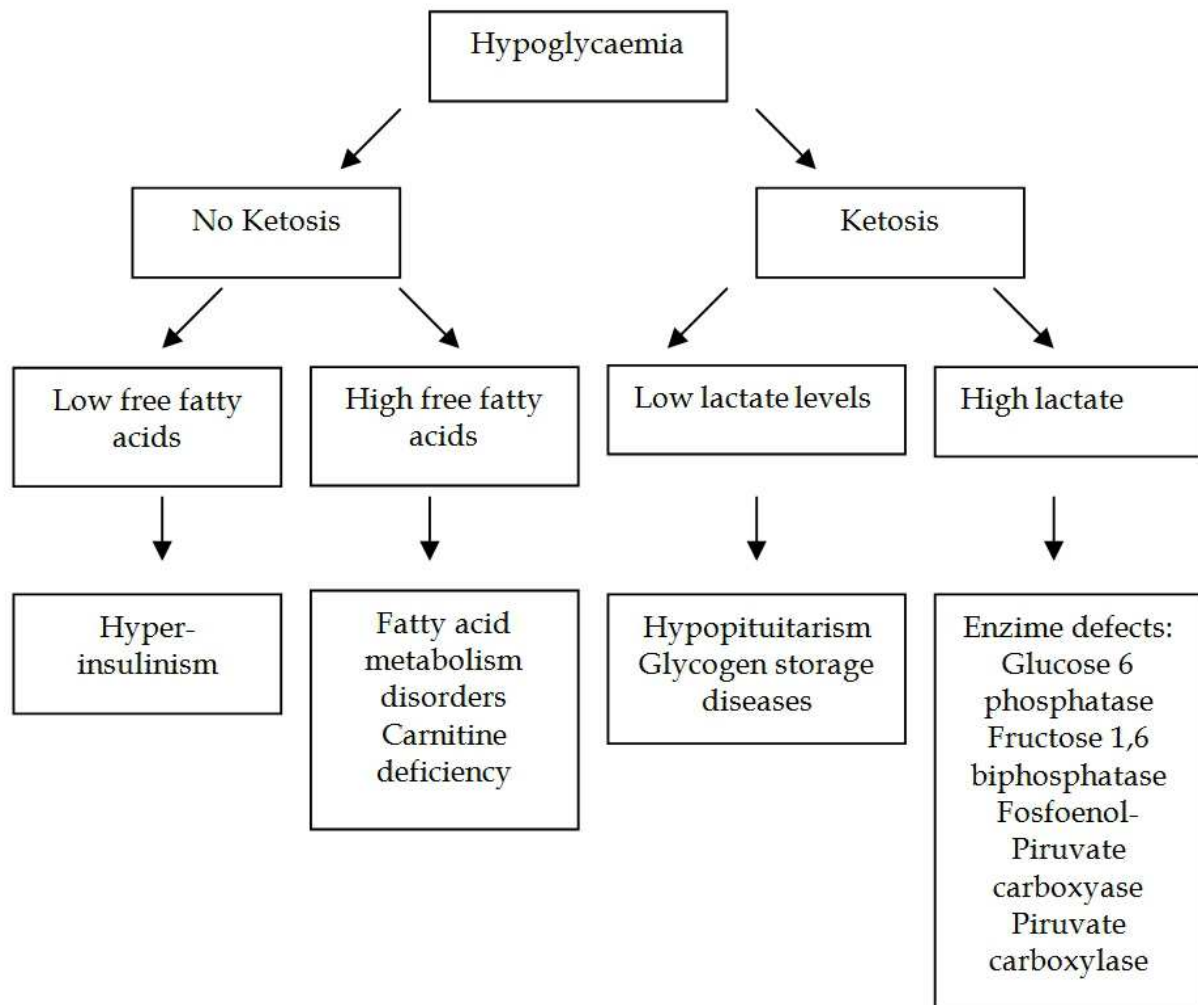 Hypoglycaemia
No Ketosis
Ketosis
Low free fatty
acids
High free fatty
acids
Low lactate levels
High lactate
Hyper-
insulinism
Fatty acid
metabolism
disorders
Carnitine
deficiency
Hypopituitarism
Glycogen storage
diseases
Enzime defects:
Glucose 6
phosphatase
Fructose 1,6
biphosphatase
Fosfoenol-
Piruvate
carboxyase
Piruvate
carboxylase